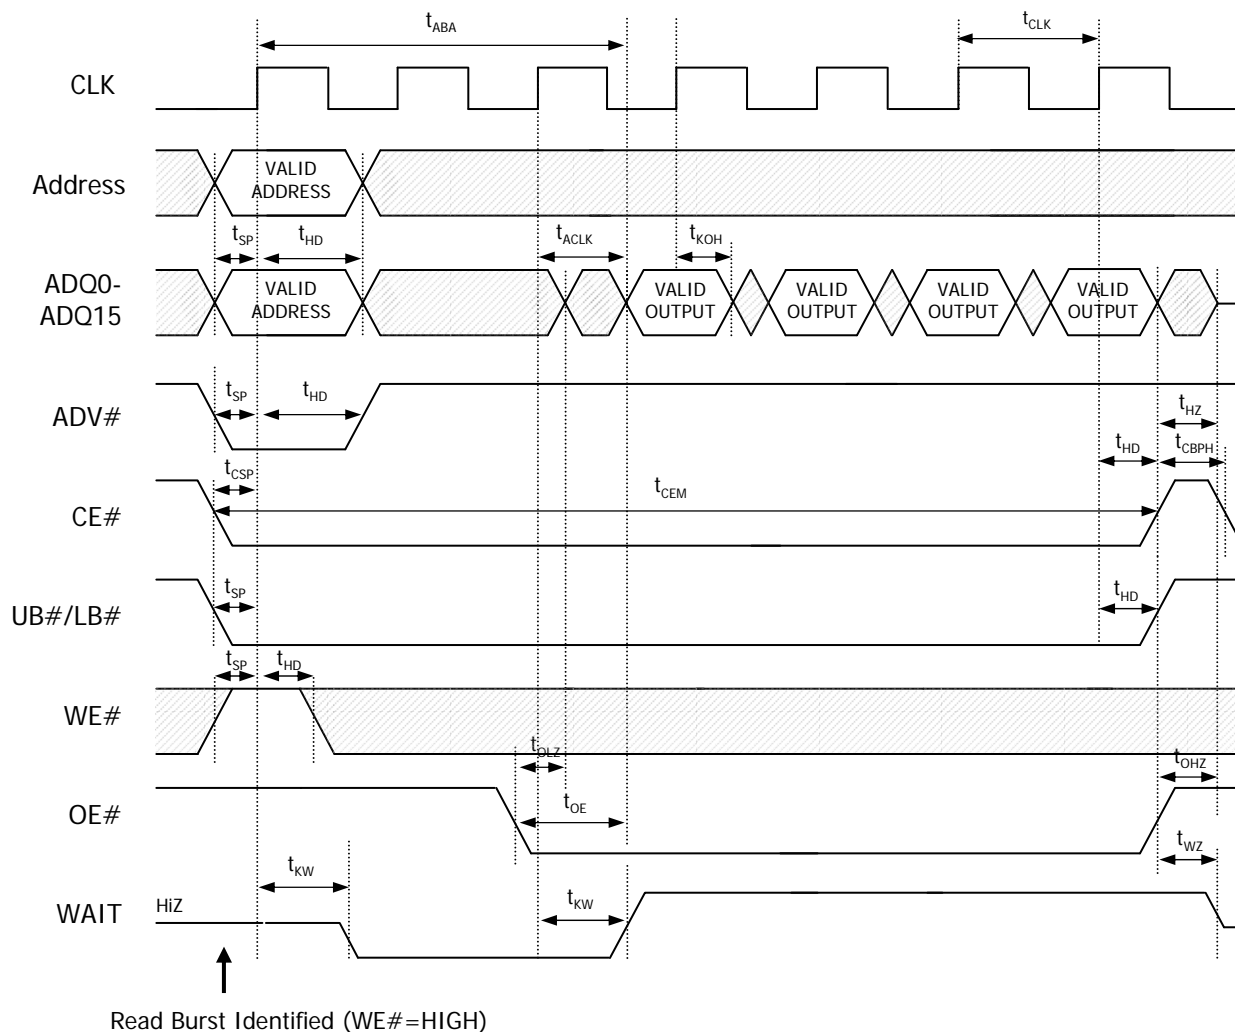 tABA
tCLK
CLK
Address
VALID
ADDRESS
tSP
tHD
tACLK
tKOH
ADQ0-
ADQ15
VALID
ADDRESS
VALID
OUTPUT
VALID
OUTPUT
VALID
OUTPUT
VALID
OUTPUT
ADV#
tSP
tHD
tHZ
tHD
tCBPH
CE#
tCSP
tCEM
UB#/LB#
tSP
tHD
WE#
tSP
tHD
tOLZ
tOHZ
OE#
tOE
tWZ
tKW
WAIT
HiZ
tKW
Read Burst Identified (WE#=HIGH)